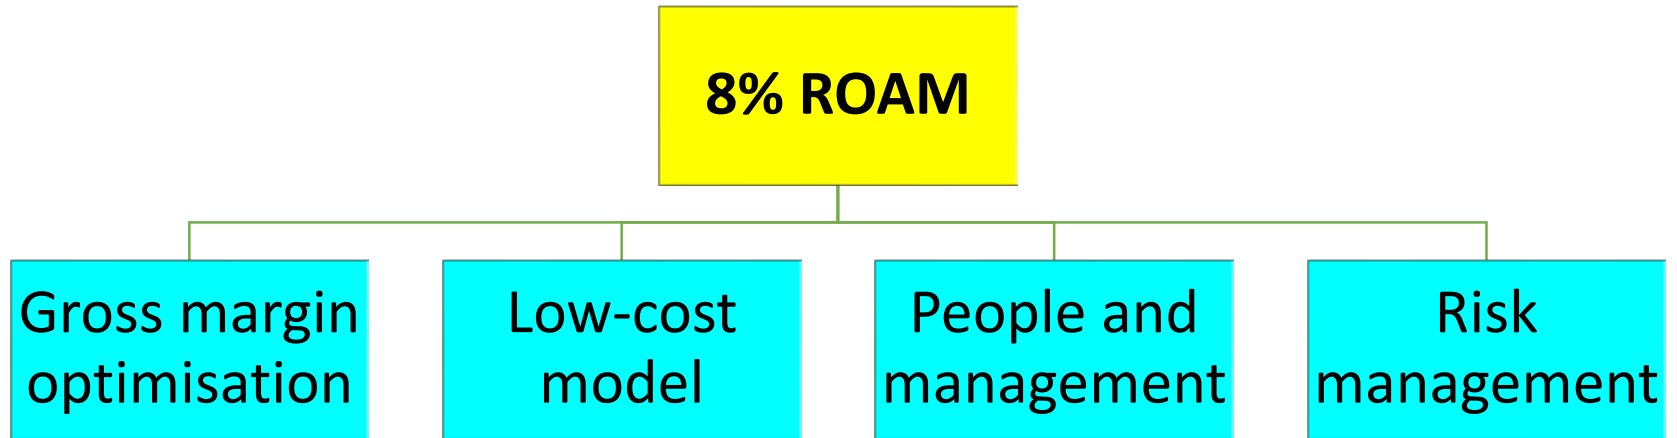 8% ROAM
Gross margin
optimisation
Low-cost
model
People and
management
Risk
management